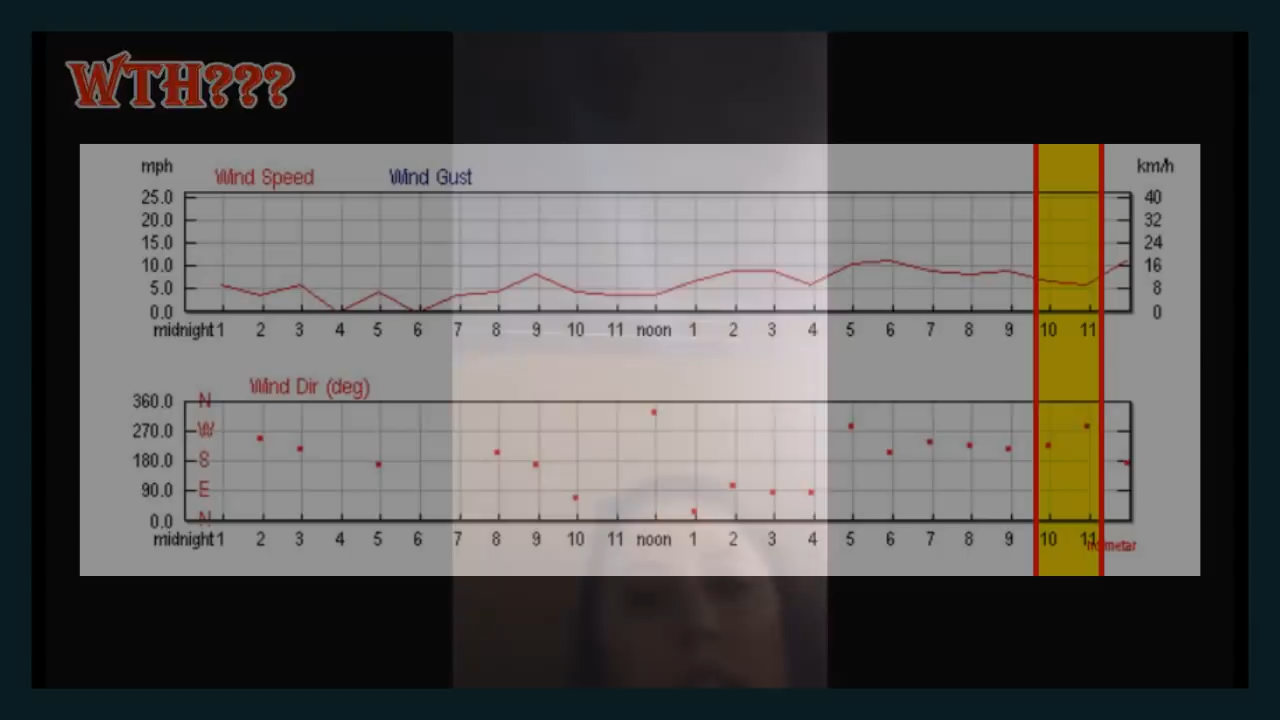 WTH???
mph Wind Speed Wind Gust km/h
25.0 40
20.0 32
15.0 24
10.0 16
5.0 8
0.0 0
midnight 1 2 3 4 5 6 7 8 9 10 11 noon 1 2 3 4 5 6 7 8 9 10 11
Wind Dir (deg)
360.0 N
270.0 W
180.0 S
90.0 E
0.0 N
midnight 1 2 3 4 5 6 7 8 9 10 11 noon 1 2 3 4 5 6 7 8 9 10 11
metar